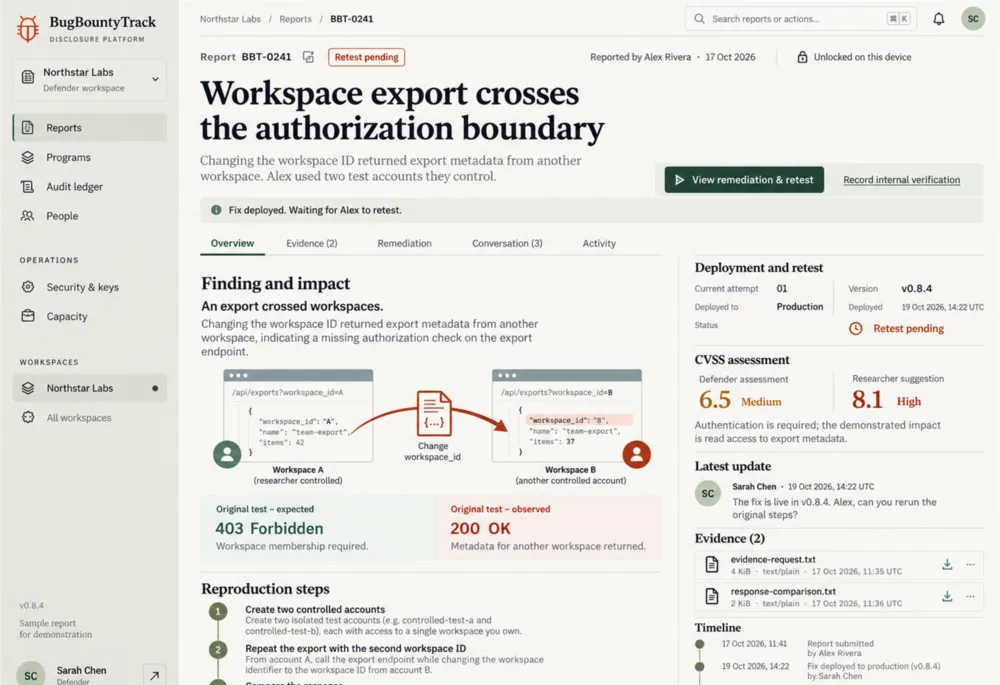 BugBountyTrack
DISCLOSURE PLATFORM
Northstar Labs
Defender workspace
Reports
Programs
Audit ledger
People
OPERATIONS
Security & keys
Capacity
WORKSPACES
Northstar Labs
All workspaces
v0.8.4
Sample report
for demonstration
SC
Sarah Chen
Defender
Northstar Labs / Reports / BBT-0241
Search reports or actions...
⌘ K
SC
Report BBT-0241
Retest pending
Reported by Alex Rivera · 17 Oct 2026
Unlocked on this device
Workspace export crosses
the authorization boundary
Changing the workspace ID returned export metadata from another
workspace. Alex used two test accounts they control.
View remediation & retest
Record internal verification
Fix deployed. Waiting for Alex to retest.
Overview
Evidence (2)
Remediation
Conversation (3)
Activity
Finding and impact
An export crossed workspaces.
Changing the workspace ID returned export metadata from another
workspace, indicating a missing authorization check on the export
endpoint.
/api/exports?workspace_id=A
{
"workspace_id": "A",
"name": "team-export",
"items": 42
}
Workspace A
(researcher controlled)
{...}
Change
workspace_id
/api/exports?workspace_id=B
{
"workspace_id": "B",
"name": "team-export",
"items": 37
}
Workspace B
(another controlled account)
Original test – expected
403 Forbidden
Workspace membership required.
Original test – observed
200 OK
Metadata for another workspace returned.
Reproduction steps
1
Create two controlled accounts
Create two isolated test accounts (e.g. controlled-test-a and
controlled-test-b), each with access to a single workspace you own.
2
Repeat the export with the second workspace ID
From account A, call the export endpoint while changing the workspace
identifier to the workspace ID from account B.
Deployment and retest
Current attempt 01
Version v0.8.4
Deployed to Production
Deployed 19 Oct 2026, 14:22 UTC
Status
Retest pending
CVSS assessment
Defender assessment
6.5 Medium
Researcher suggestion
8.1 High
Authentication is required; the demonstrated impact
is read access to export metadata.
Latest update
SC
Sarah Chen · 19 Oct 2026, 14:22 UTC
The fix is live in v0.8.4. Alex, can you rerun the
original steps?
Evidence (2)
evidence-request.txt
4 KiB · text/plain · 17 Oct 2026, 11:35 UTC
response-comparison.txt
2 KiB · text/plain · 17 Oct 2026, 11:36 UTC
Timeline
17 Oct 2026, 11:41
Report submitted
by Alex Rivera
19 Oct 2026, 14:22
Fix deployed to production (v0.8.4)
by Sarah Chen